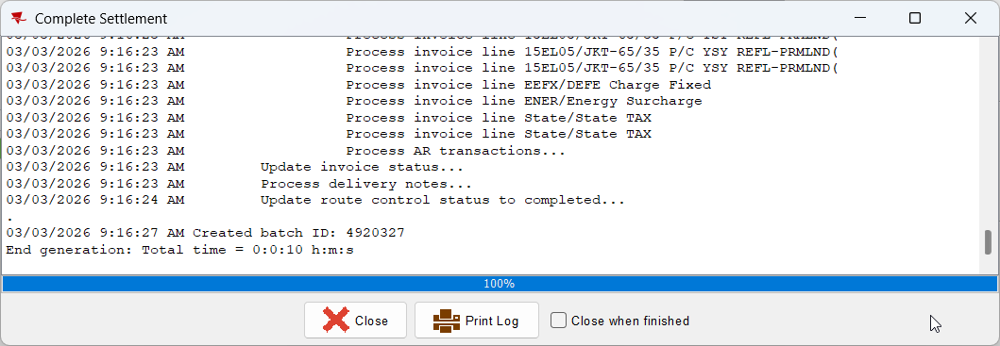 Complete Settlement
03/03/2026 9:16:23 AM Process invoice line 15EL05/JKT-65/35 P/C YSY REFL-PRMLND(
03/03/2026 9:16:23 AM Process invoice line 15EL05/JKT-65/35 P/C YSY REFL-PRMLND(
03/03/2026 9:16:23 AM Process invoice line EEFX/DEFE Charge Fixed
03/03/2026 9:16:23 AM Process invoice line ENER/Energy Surcharge
03/03/2026 9:16:23 AM Process invoice line State/State TAX
03/03/2026 9:16:23 AM Process invoice line State/State TAX
03/03/2026 9:16:23 AM Process AR transactions...
03/03/2026 9:16:23 AM Update invoice status...
03/03/2026 9:16:23 AM Process delivery notes...
03/03/2026 9:16:24 AM Update route control status to completed...
.
03/03/2026 9:16:27 AM Created batch ID: 4920327
End generation: Total time = 0:0:10 h:m:s
100%
Close
Print Log
Close when finished